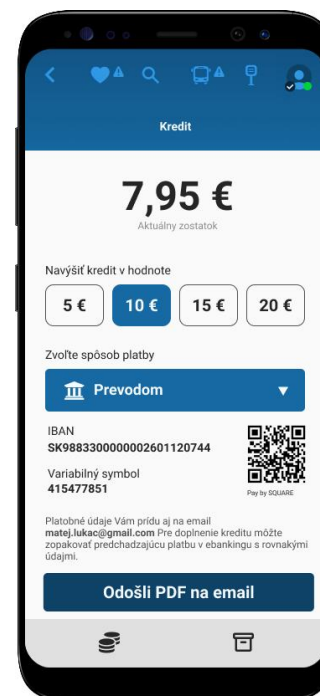 Kredit
7,95 €
Aktuálny zostatok
Navýšiť kredit v hodnote
5 €
10 €
15 €
20 €
Zvoľte spôsob platby
Prevodom
IBAN
SK9883300000002601120744
Variabilný symbol
415477851
Pay by SQUARE
Platobné údaje Vám prídu aj na email
matej.lukac@gmail.com Pre doplnenie kreditu môžte
zopakovať predchadzajúcu platbu v ebankingu s rovnakými
údajmi.
Odošli PDF na email